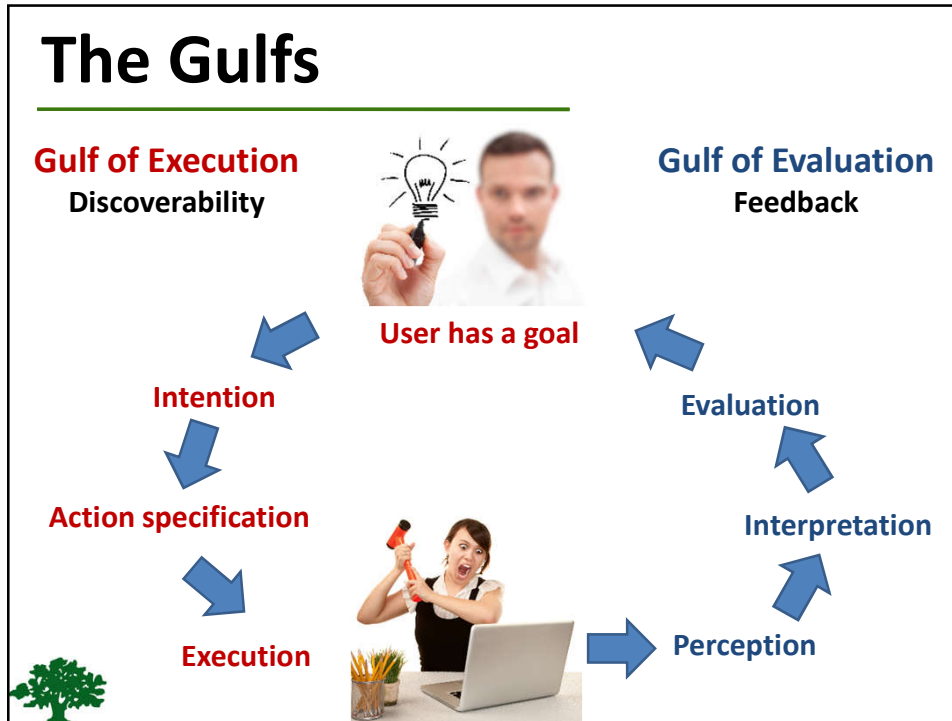 The Gulfs
Gulf of Execution
Discoverability
Gulf of Evaluation
Feedback
User has a goal
Intention
Action specification
Execution
Perception
Interpretation
Evaluation